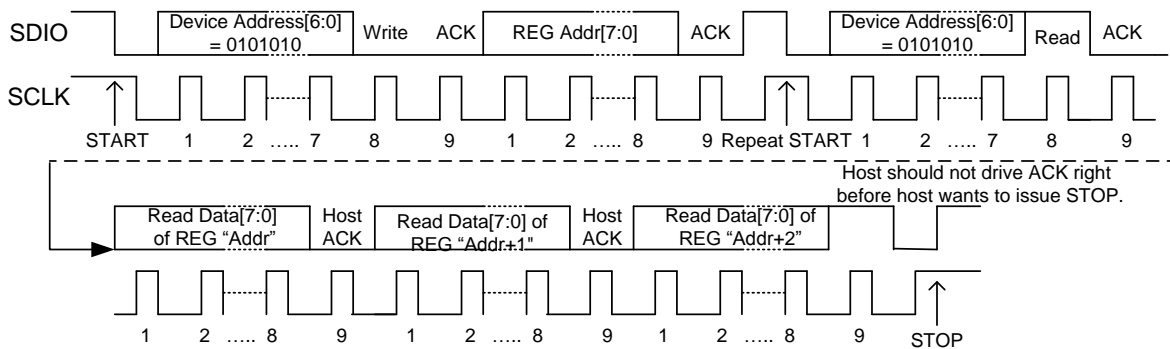 SDIO
Device Address[6:0]
= 0101010
Write
ACK
REG Addr[7:0]
ACK
Device Address[6:0]
= 0101010
Read
ACK
SCLK
START
1 2 ..... 7 8 9 1 2 ..... 8 9
Repeat START
1 2 ..... 7 8 9
Host should not drive ACK right
before host wants to issue STOP.
Read Data[7:0]
of REG “Addr”
Host
ACK
Read Data[7:0] of
REG “Addr+1"
Host
ACK
Read Data[7:0] of
REG “Addr+2”
1 2 ..... 8 9 1 2 ..... 8 9 1 2 ..... 8 9
STOP